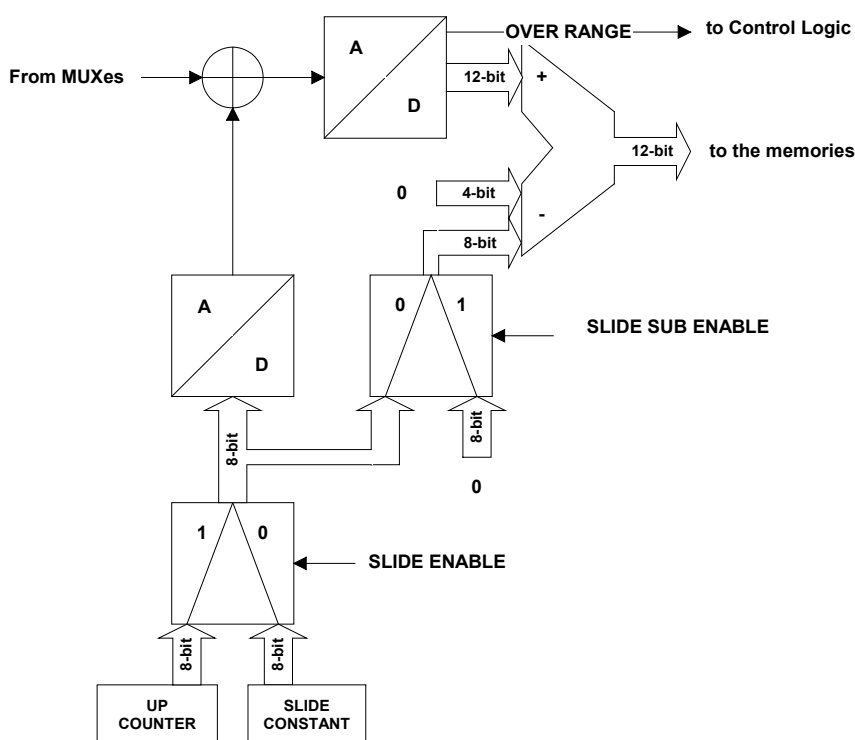 OVER RANGE
to Control Logic
A
D
From MUXes
12-bit
+
12-bit
to the memories
0
4-bit
-
8-bit
A
D
0
1
SLIDE SUB ENABLE
8-bit
8-bit
0
1
0
SLIDE ENABLE
8-bit
8-bit
UP
COUNTER
SLIDE
CONSTANT